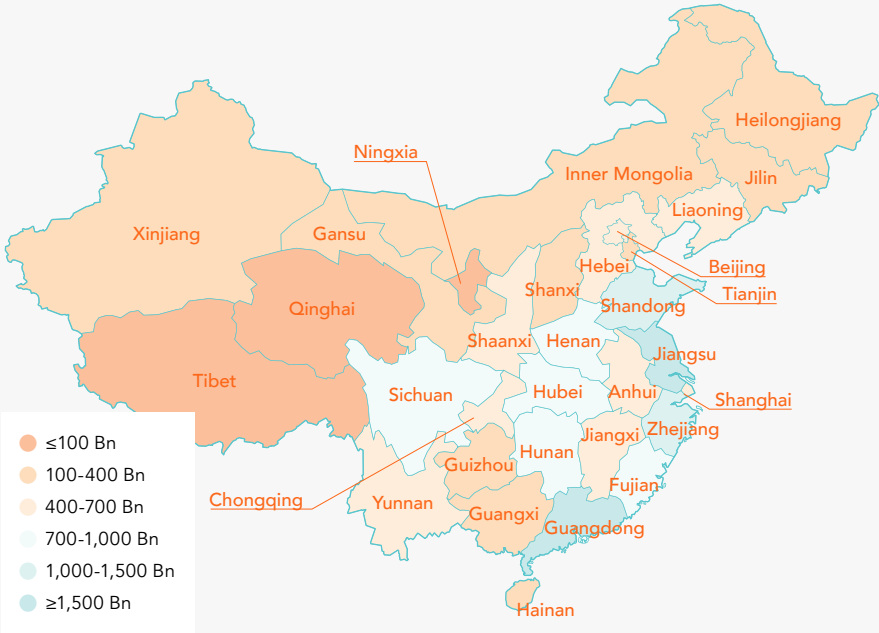 Heilongjiang
Ningxia
Inner Mongolia
Jilin
Liaoning
Xinjiang
Gansu
Hebei
Beijing
Tianjin
Qinghai
Shanxi
Shandong
Shaanxi
Henan
Jiangsu
Tibet
Sichuan
Hubei
Anhui
Shanghai
Jiangxi
Zhejiang
Hunan
Guizhou
Fujian
Chongqing
Yunnan
Guangxi
Guangdong
Hainan
≤100 Bn
100-400 Bn
400-700 Bn
700-1,000 Bn
1,000-1,500 Bn
≥1,500 Bn